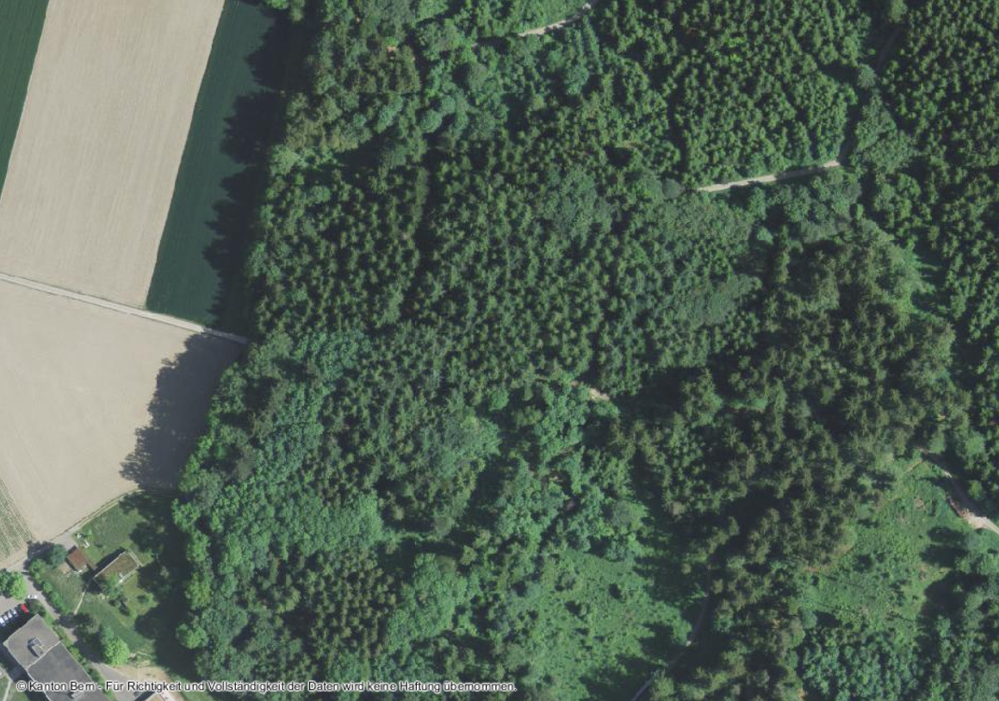 © Kanton Bern - Für Richtigkeit und Vollständigkeit der Daten wird keine Haftung übernommen.